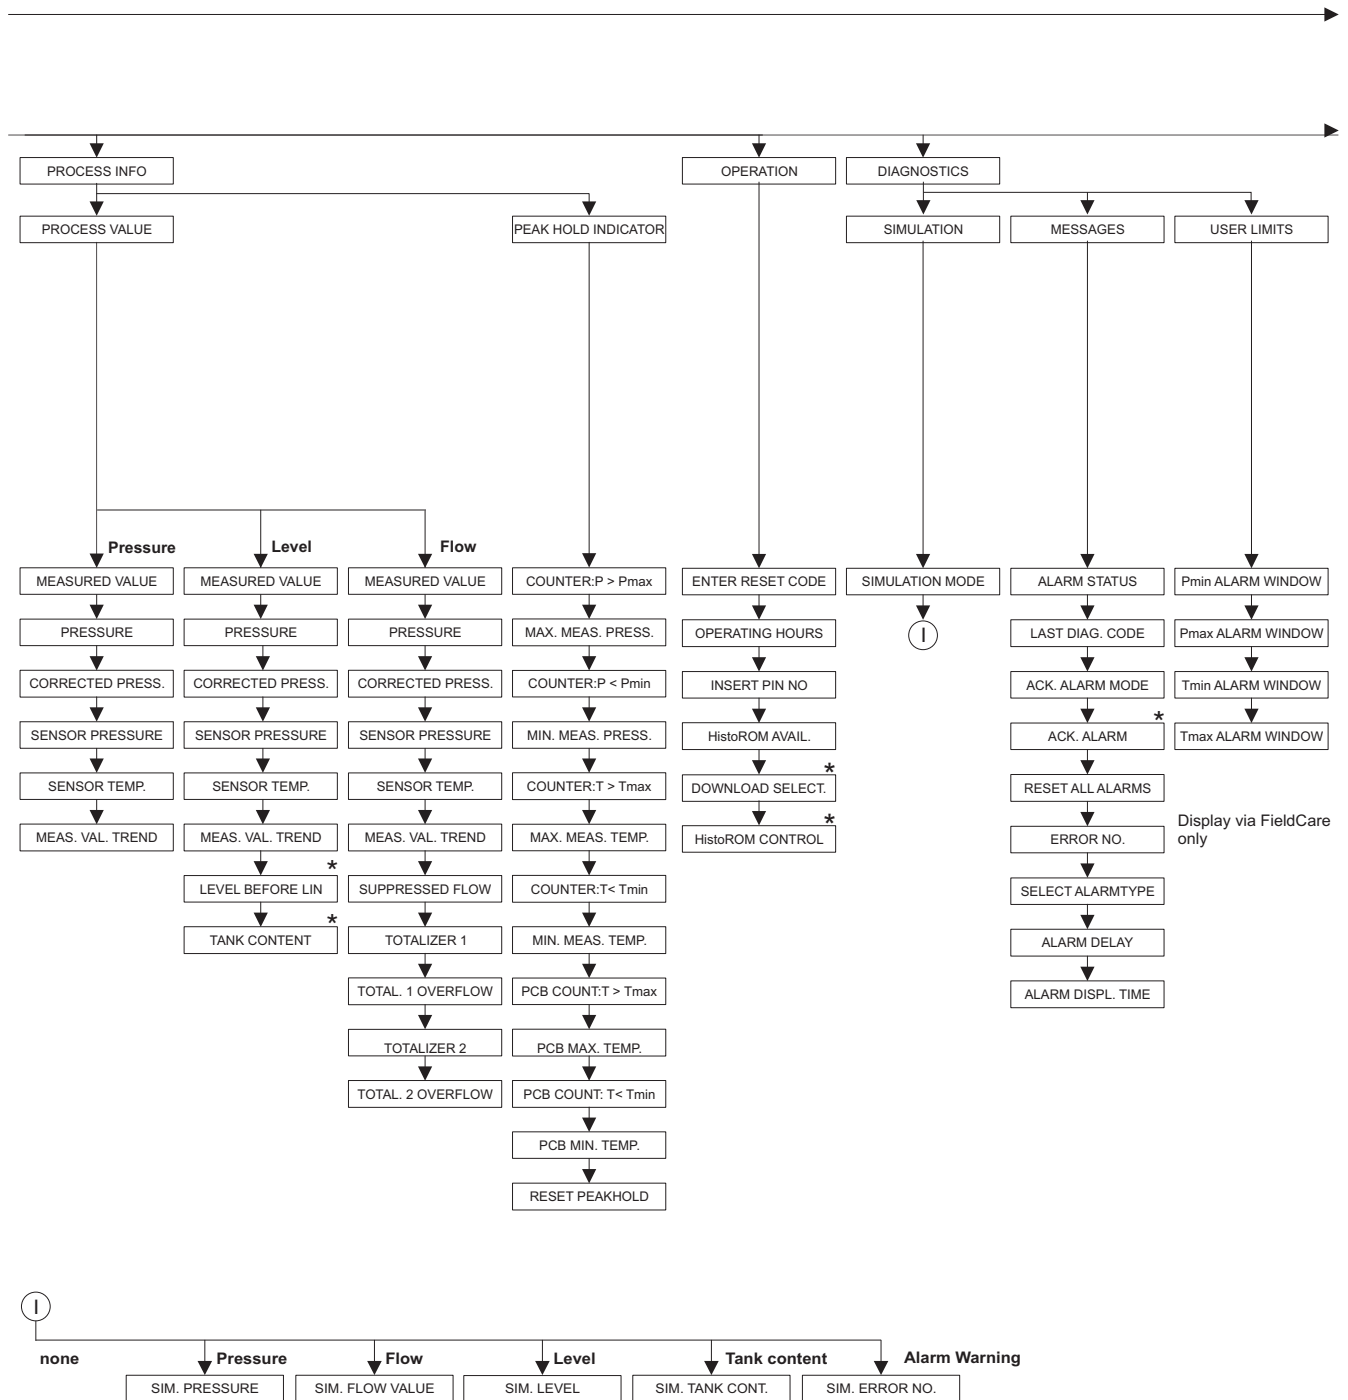 PROCESS INFO
OPERATION
DIAGNOSTICS
PROCESS VALUE
PEAK HOLD INDICATOR
SIMULATION
MESSAGES
USER LIMITS
Pressure
MEASURED VALUE
PRESSURE
CORRECTED PRESS.
SENSOR PRESSURE
SENSOR TEMP.
MEAS. VAL. TREND
Level
MEASURED VALUE
PRESSURE
CORRECTED PRESS.
SENSOR PRESSURE
SENSOR TEMP.
MEAS. VAL. TREND
*
LEVEL BEFORE LIN
*
TANK CONTENT
Flow
MEASURED VALUE
PRESSURE
CORRECTED PRESS.
SENSOR PRESSURE
SENSOR TEMP.
MEAS. VAL. TREND
SUPPRESSED FLOW
TOTALIZER 1
TOTAL. 1 OVERFLOW
TOTALIZER 2
TOTAL. 2 OVERFLOW
COUNTER:P > Pmax
MAX. MEAS. PRESS.
COUNTER:P < Pmin
MIN. MEAS. PRESS.
COUNTER:T > Tmax
MAX. MEAS. TEMP.
COUNTER:T< Tmin
MIN. MEAS. TEMP.
PCB COUNT:T > Tmax
PCB MAX. TEMP.
PCB COUNT: T< Tmin
PCB MIN. TEMP.
RESET PEAKHOLD
ENTER RESET CODE
OPERATING HOURS
INSERT PIN NO
HistoROM AVAIL.
*
DOWNLOAD SELECT.
*
HistoROM CONTROL
SIMULATION MODE
I
ALARM STATUS
LAST DIAG. CODE
ACK. ALARM MODE
*
ACK. ALARM
RESET ALL ALARMS
ERROR NO.
SELECT ALARMTYPE
ALARM DELAY
ALARM DISPL. TIME
Pmin ALARM WINDOW
Pmax ALARM WINDOW
Tmin ALARM WINDOW
Tmax ALARM WINDOW
Display via FieldCare
only
I
none
Pressure
Flow
Level
Tank content
Alarm Warning
SIM. PRESSURE
SIM. FLOW VALUE
SIM. LEVEL
SIM. TANK CONT.
SIM. ERROR NO.